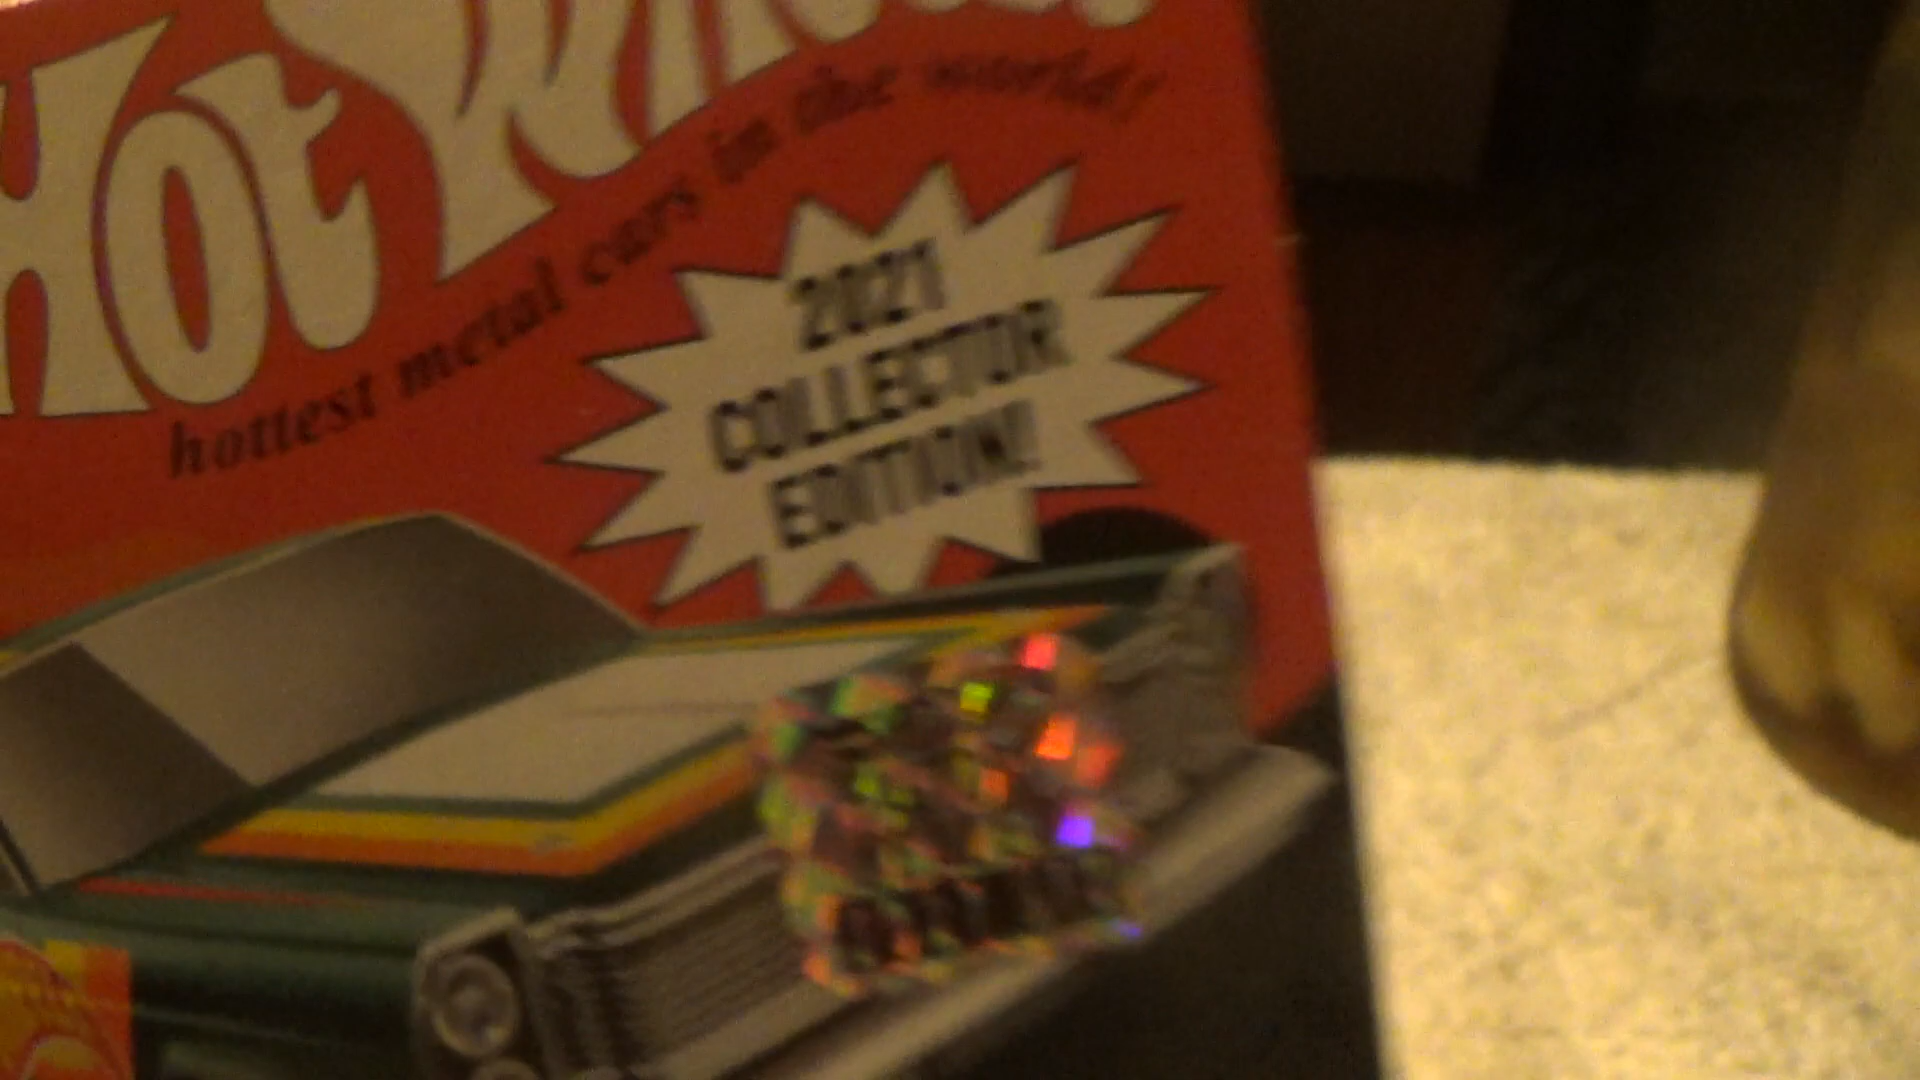 Hot
hottest metal cars in the world!
2021
COLLECTOR
EDITION!